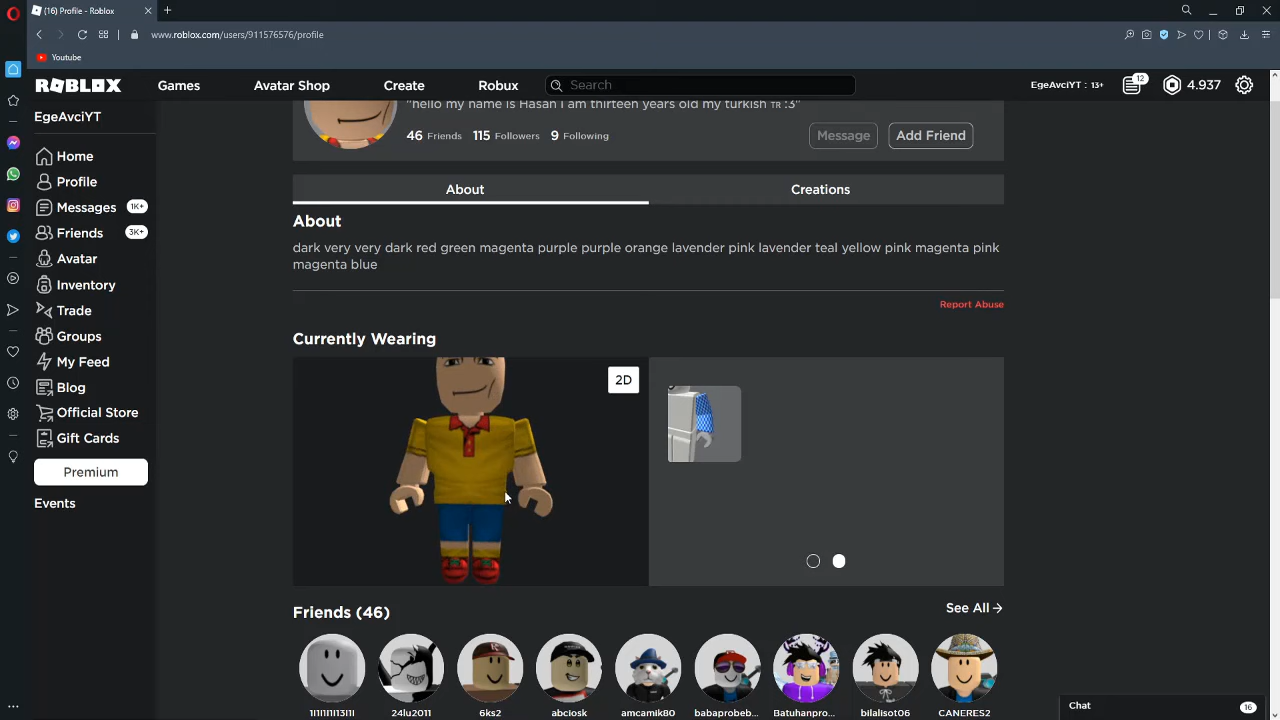 (16) Profile - Roblox
www.roblox.com/users/911576576/profile
Youtube
ROBLOX
Games
Avatar Shop
Create
Robux
Search
EgeAvciYT : 13+
12
4.937
EgeAvciYT
Home
Profile
Messages
1K+
Friends
3K+
Avatar
Inventory
Trade
Groups
My Feed
Blog
Official Store
Gift Cards
Premium
Events
"hello my name is Hasan i am thirteen years old my turkish TR :3"
46 Friends
115 Followers
9 Following
Message
Add Friend
About
Creations
About
dark very very dark red green magenta purple purple orange lavender pink lavender teal yellow pink magenta pink
magenta blue
Report Abuse
Currently Wearing
2D
Friends (46)
See All
24lu2011
6ks2
abciosk
amcamik80
babaprobeb...
Batuhanpro...
bilalisot06
CANERES2
Chat
16